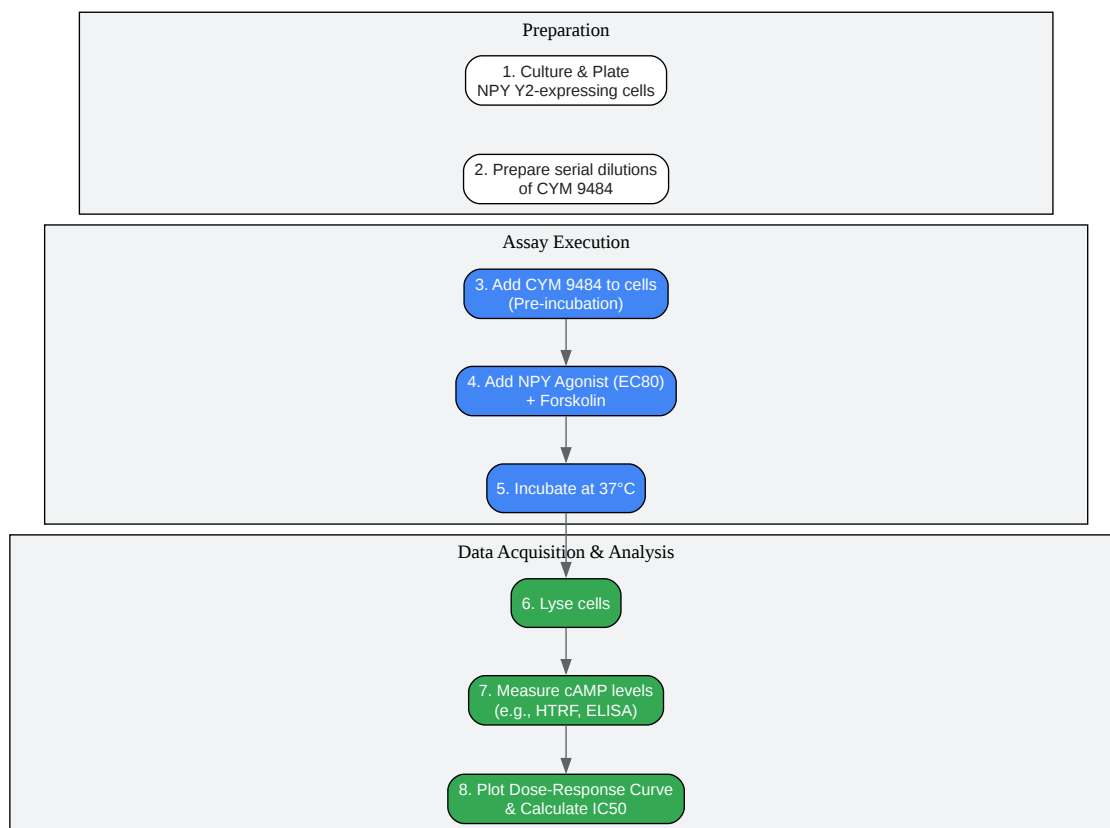 Preparation
1. Culture & Plate
NPY Y2-expressing cells
2. Prepare serial dilutions
of CYM 9484
Assay Execution
3. Add CYM 9484 to cells
(Pre-incubation)
4. Add NPY Agonist (EC80)
+ Forskolin
5. Incubate at 37°C
Data Acquisition & Analysis
6. Lyse cells
7. Measure cAMP levels
(e.g., HTRF, ELISA)
8. Plot Dose-Response Curve
& Calculate IC50